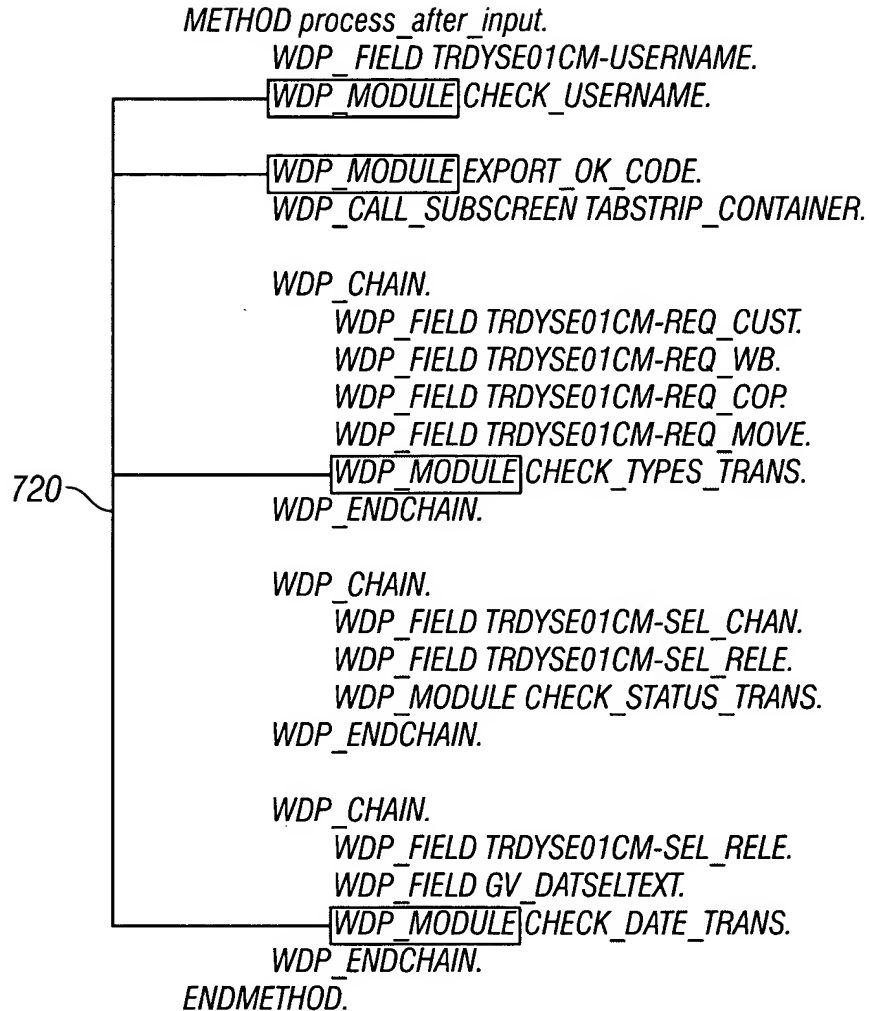 METHOD process_after_input.
WDP_ FIELD TRDYSE01CM-USERNAME.
WDP_MODULE CHECK_USERNAME.
WDP_MODULE EXPORT_OK_CODE.
WDP_CALL_SUBSCREEN TABSTRIP_CONTAINER.
WDP_CHAIN.
WDP_FIELD TRDYSE01CM-REQ_CUST.
WDP_FIELD TRDYSE01CM-REQ_WB.
WDP_FIELD TRDYSE01CM-REQ_COP.
WDP_FIELD TRDYSE01CM-REQ_MOVE.
WDP_MODULE CHECK_TYPES_TRANS.
720
WDP_ENDCHAIN.
WDP_CHAIN.
WDP_FIELD TRDYSE01CM-SEL_CHAN.
WDP_FIELD TRDYSE01CM-SEL_RELE.
WDP_MODULE CHECK_STATUS_TRANS.
WDP_ENDCHAIN.
WDP_CHAIN.
WDP_FIELD TRDYSE01CM-SEL_RELE.
WDP_FIELD GV_DATSELTEXT.
WDP_MODULE CHECK_DATE_TRANS.
WDP_ENDCHAIN.
ENDMETHOD.